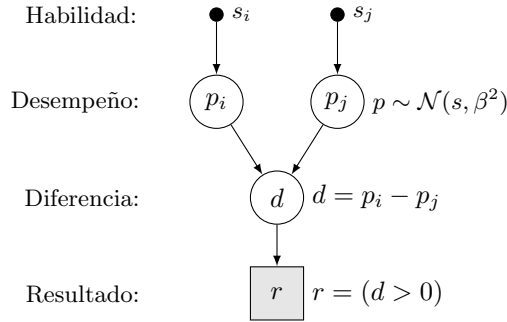 Habilidad: s_i s_j
Desempeño: p_i p_j p ∼ 𝒩(s, β²)
Diferencia: d d = p_i − p_j
Resultado: r r = (d > 0)